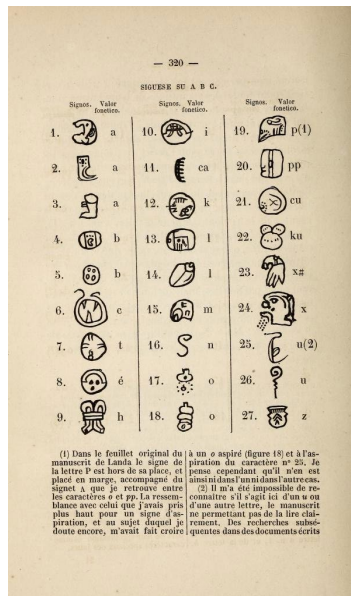 — 320 —
SIGUESE SU A B C.
Signos. Valor
fonetico.
1. a
2. a
3. a
4. b
5. b
6. c
7. t
8. é
9. h
Signos. Valor
fonetico.
10. i
11. ca
12. k
13. l
14. l
15. m
16. n
17. o
18. o
Signos. Valor
fonetico.
19. p(1)
20. pp
21. cu
22. ku
23. x
24. x
25. u(2)
26. u
27. z
(1) Dans le feuillet original du
manuscrit de Landa le signe de
la lettre P est hors de sa place, et
placé en marge, accompagné du
signet A que je retrouve entre
les caractères o et pp. La ressem-
blance avec celui que j'avais pris
plus haut pour un signe d'as-
piration, et au sujet duquel je
doute encore, m'avait fait croire
à un o aspiré (figure 18) et à l'as-
piration du caractère n° 25. Je
pense cependant qu'il n'en est
ainsi ni dans l'un ni dans l'autre cas.
(2) Il m'a été impossible de re-
connaître s'il s'agit ici d'un u ou
d'une autre lettre, le manuscrit
ne permettant pas de la lire clai-
rement. Des recherches subsé-
quentes dans des documents écrits